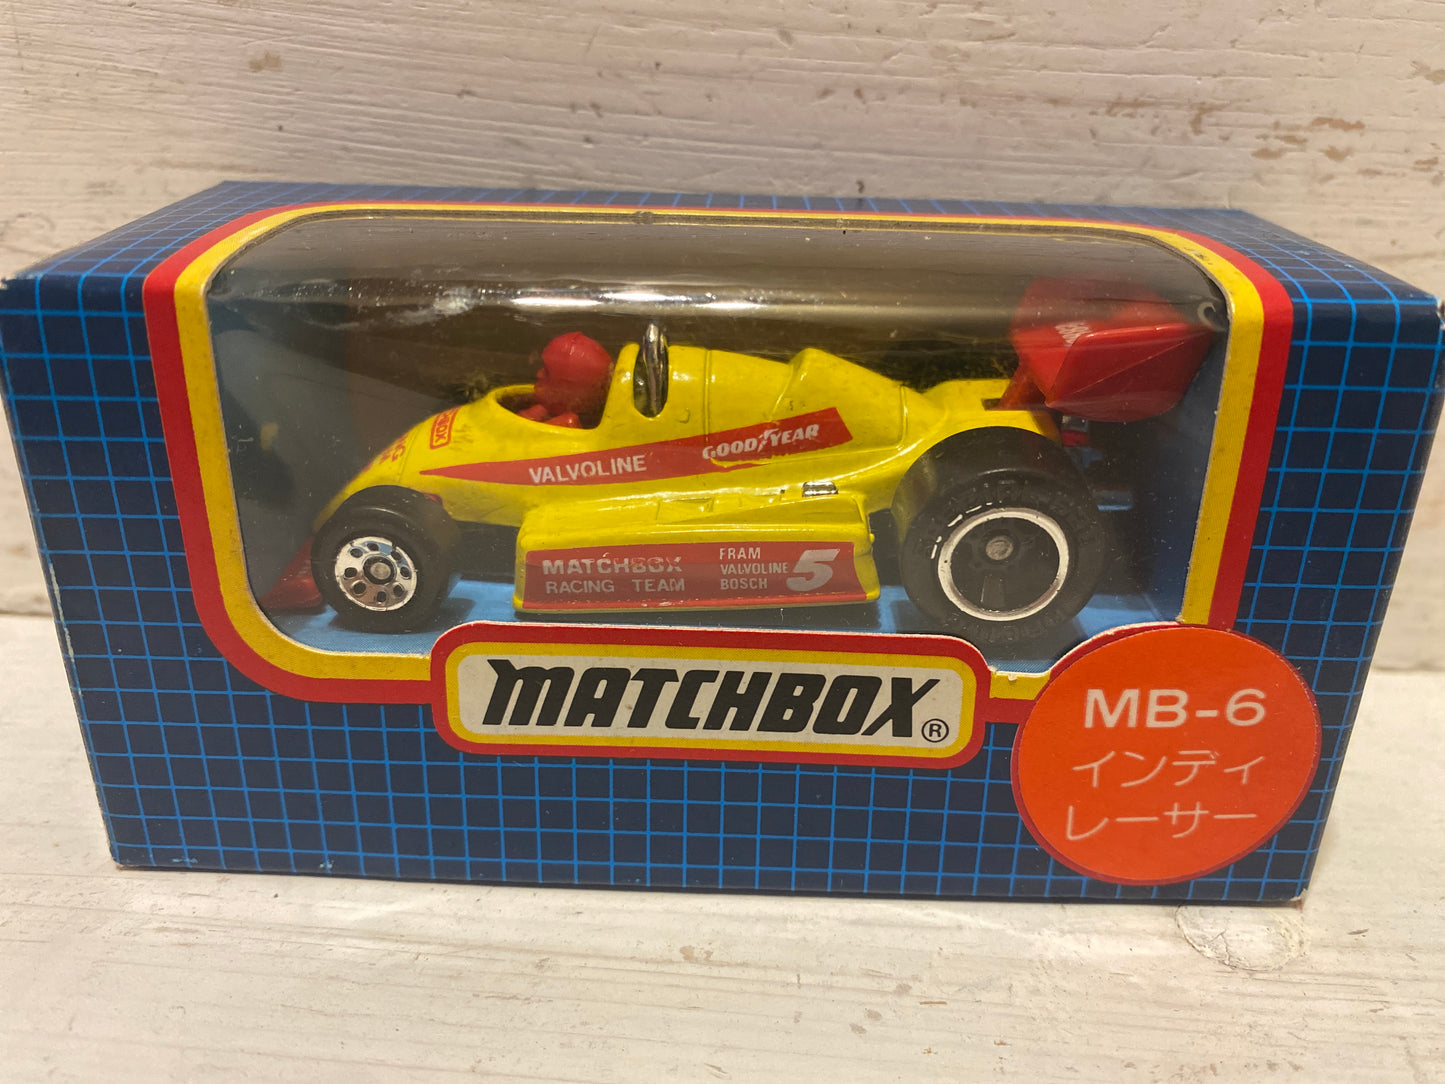 VALVOLINE
GOODYEAR
MATCHBOX
RACING TEAM
FRAM
VALVOLINE
BOSCH
5
MATCHBOX®
MB-6
インディ
レーサー